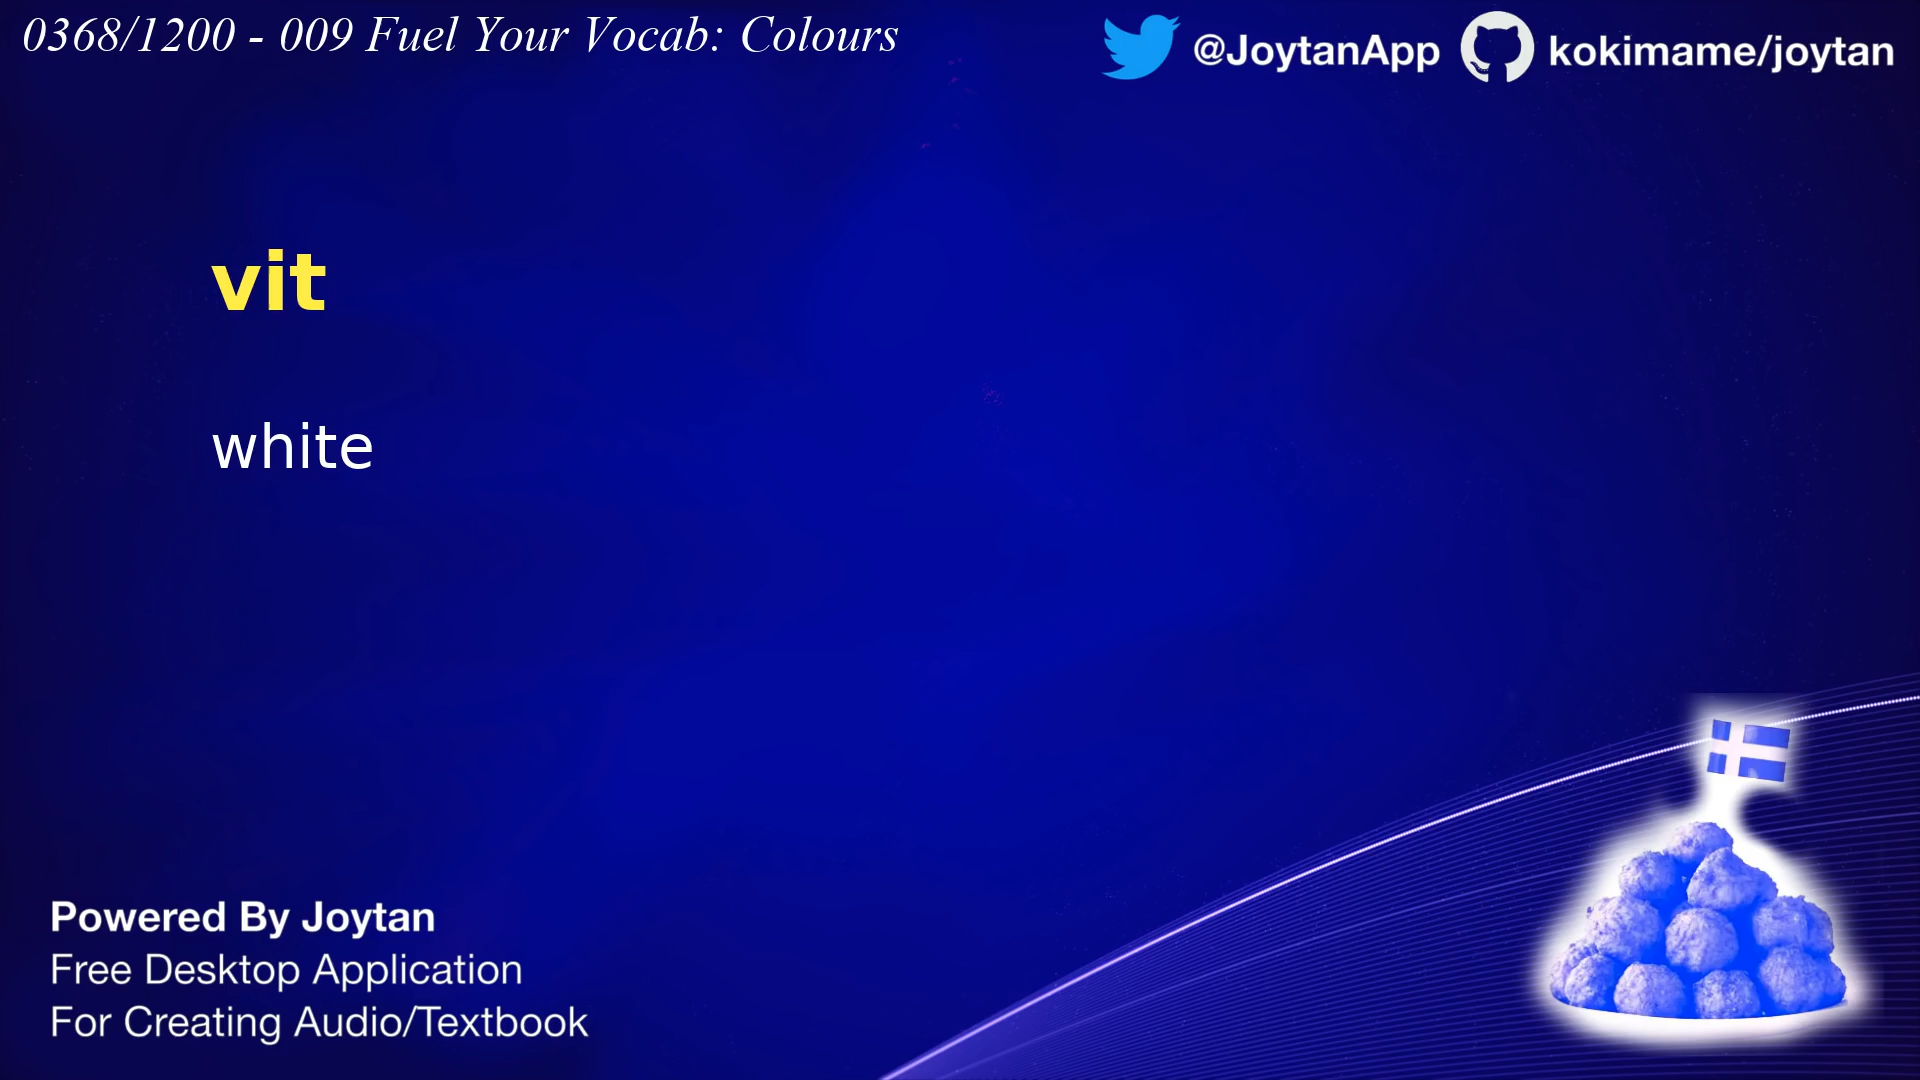 0368/1200 - 009 Fuel Your Vocab: Colours
@JoytanApp
kokimame/joytan
vit
white
Powered By Joytan
Free Desktop Application
For Creating Audio/Textbook